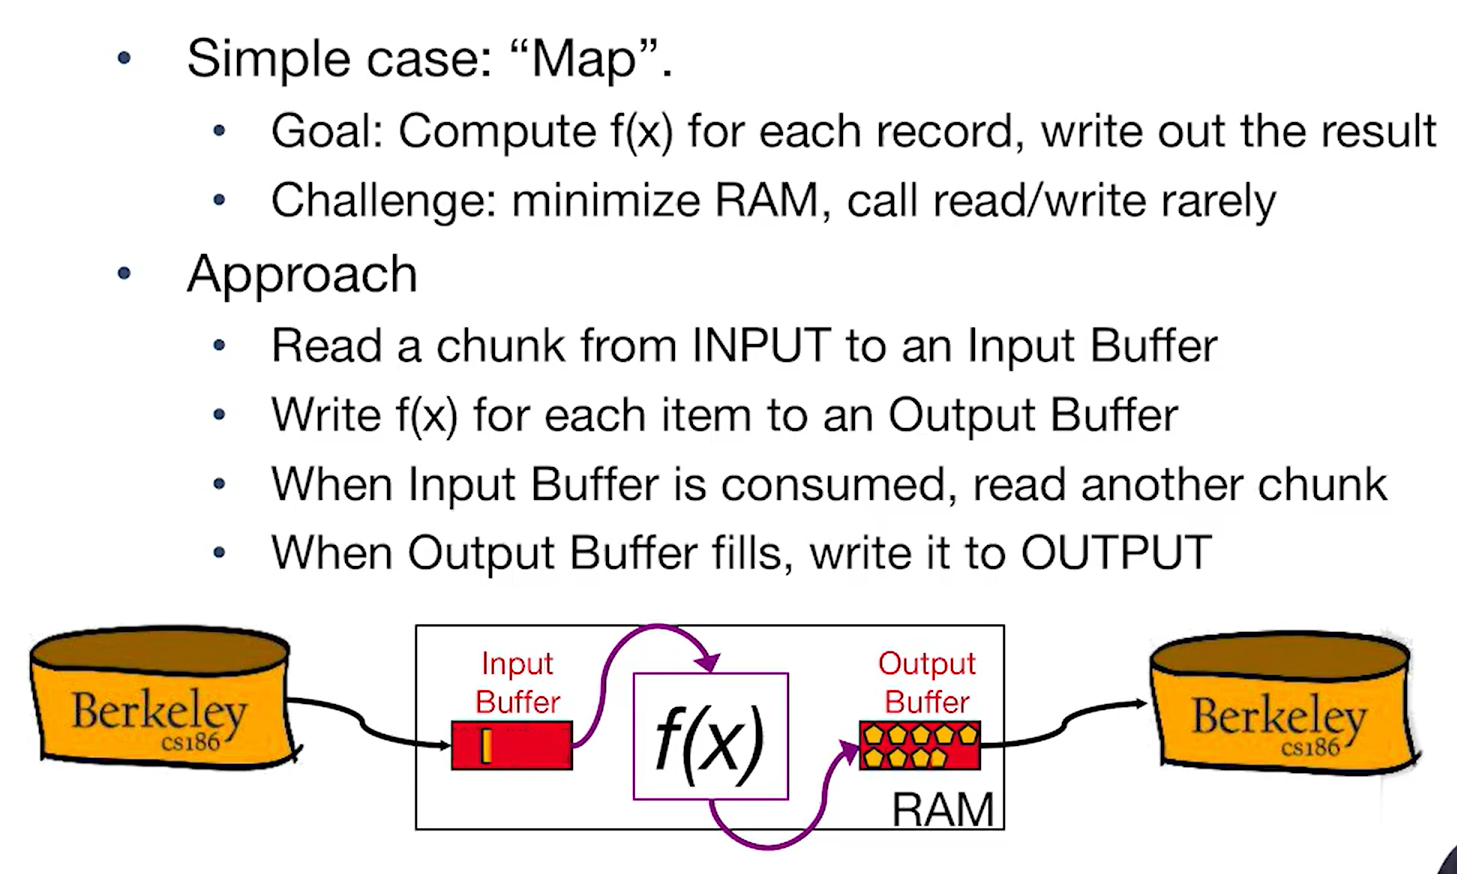 • Simple case: “Map”.
• Goal: Compute f(x) for each record, write out the result
• Challenge: minimize RAM, call read/write rarely
• Approach
• Read a chunk from INPUT to an Input Buffer
• Write f(x) for each item to an Output Buffer
• When Input Buffer is consumed, read another chunk
• When Output Buffer fills, write it to OUTPUT
Berkeley
cs186
Input
Buffer
f(x)
Output
Buffer
RAM
Berkeley
cs186